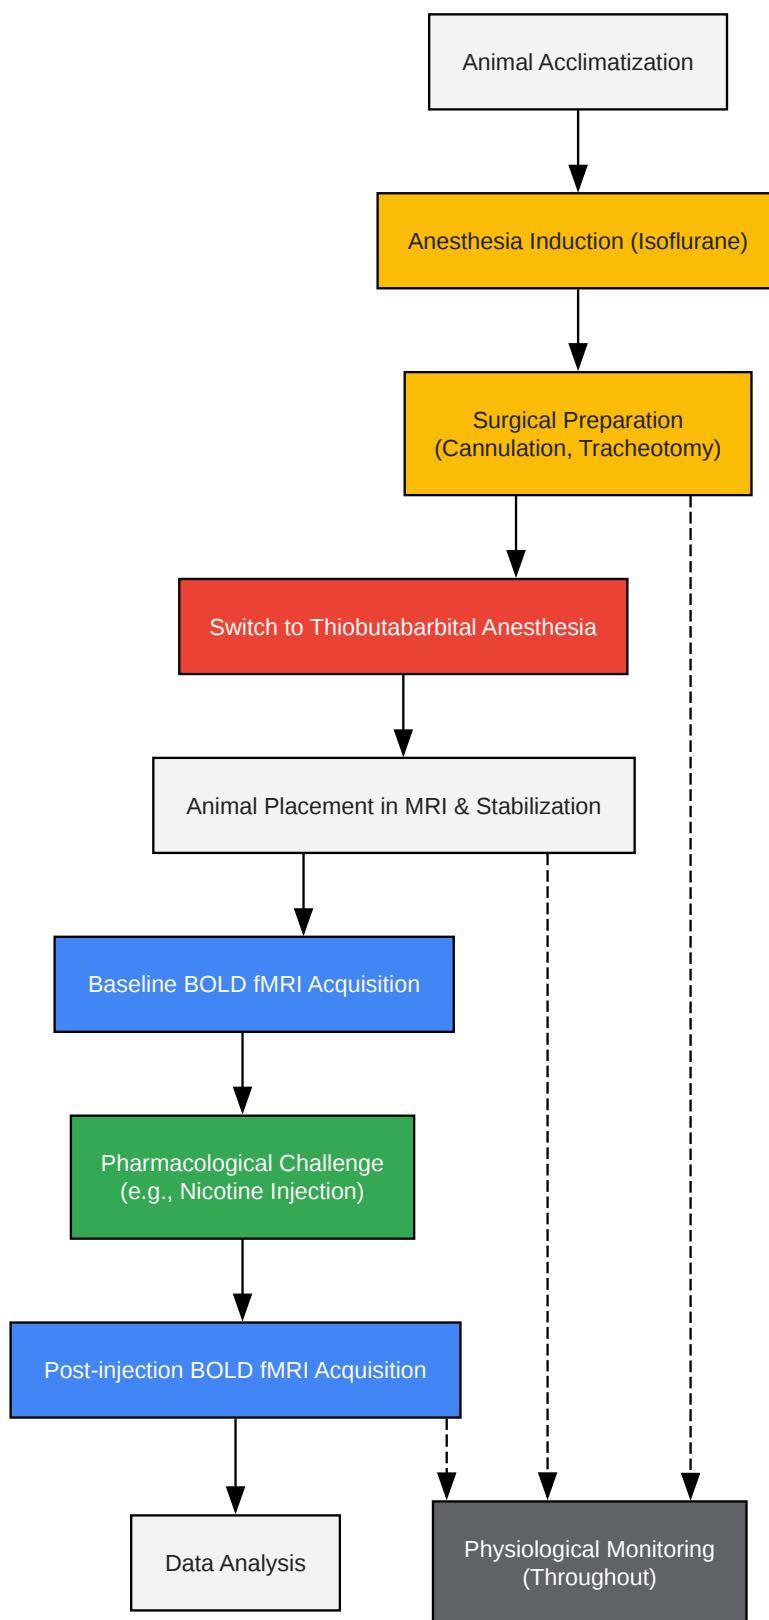 Animal Acclimatization
Anesthesia Induction (Isoflurane)
Surgical Preparation
(Cannulation, Tracheotomy)
Switch to Thiobutabarbital Anesthesia
Animal Placement in MRI & Stabilization
Baseline BOLD fMRI Acquisition
Pharmacological Challenge
(e.g., Nicotine Injection)
Post-injection BOLD fMRI Acquisition
Data Analysis
Physiological Monitoring
(Throughout)